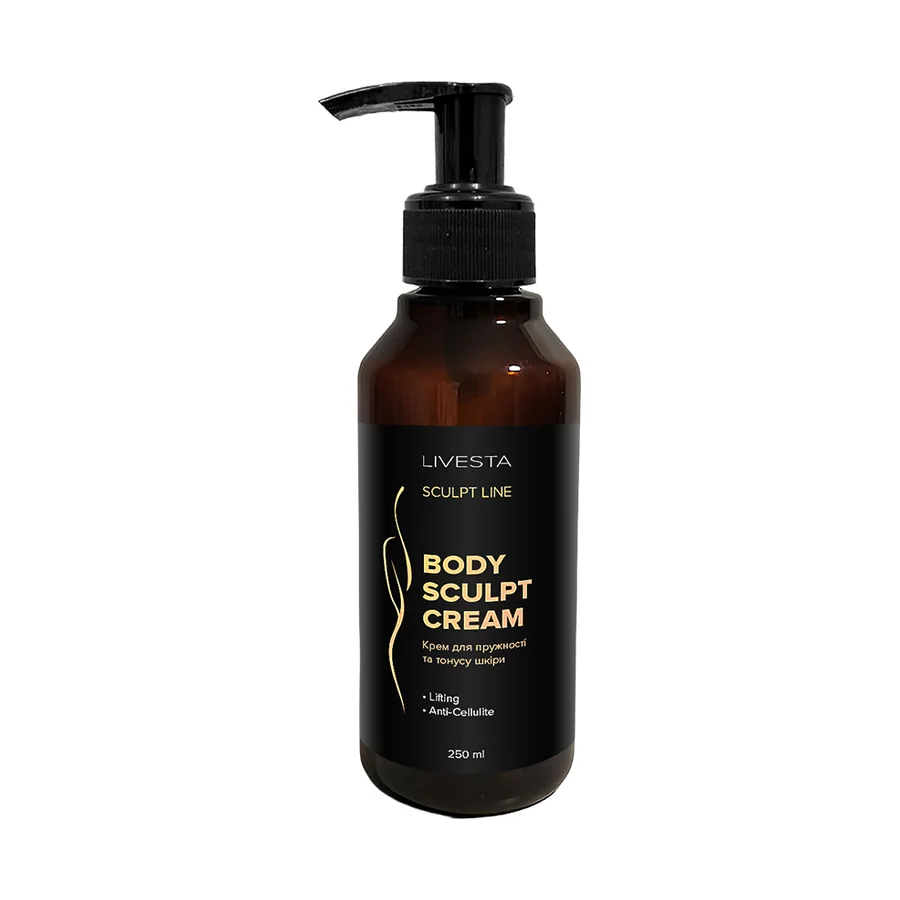 LIVESTA
SCULPT LINE
BODY
SCULPT
CREAM
Крем для пружності
та тонусу шкіри
• Lifting
• Anti-Cellulite
250 ml